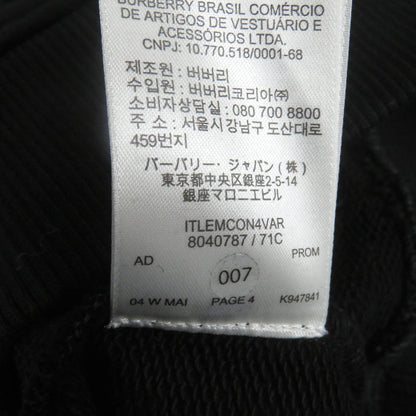 BURBERRY BRASIL COMÉRCIO
DE ARTIGOS DE VESTUÁRIO E
ACESSÓRIOS LTDA.
CNPJ: 10.770.518/0001-68
제조원 : 버버리
수입원 : 버버리코리아㈜
소비자상담실 : 080 700 8800
주 소 : 서울시강남구 도산대로
459번지
バーバリー・ジャパン (株)
東京都中央区銀座2-5-14
銀座マロニエビル
ITLEMCON4VAR
8040787 / 71C
AD 007 PROM
04 W MAI PAGE 4 K947841